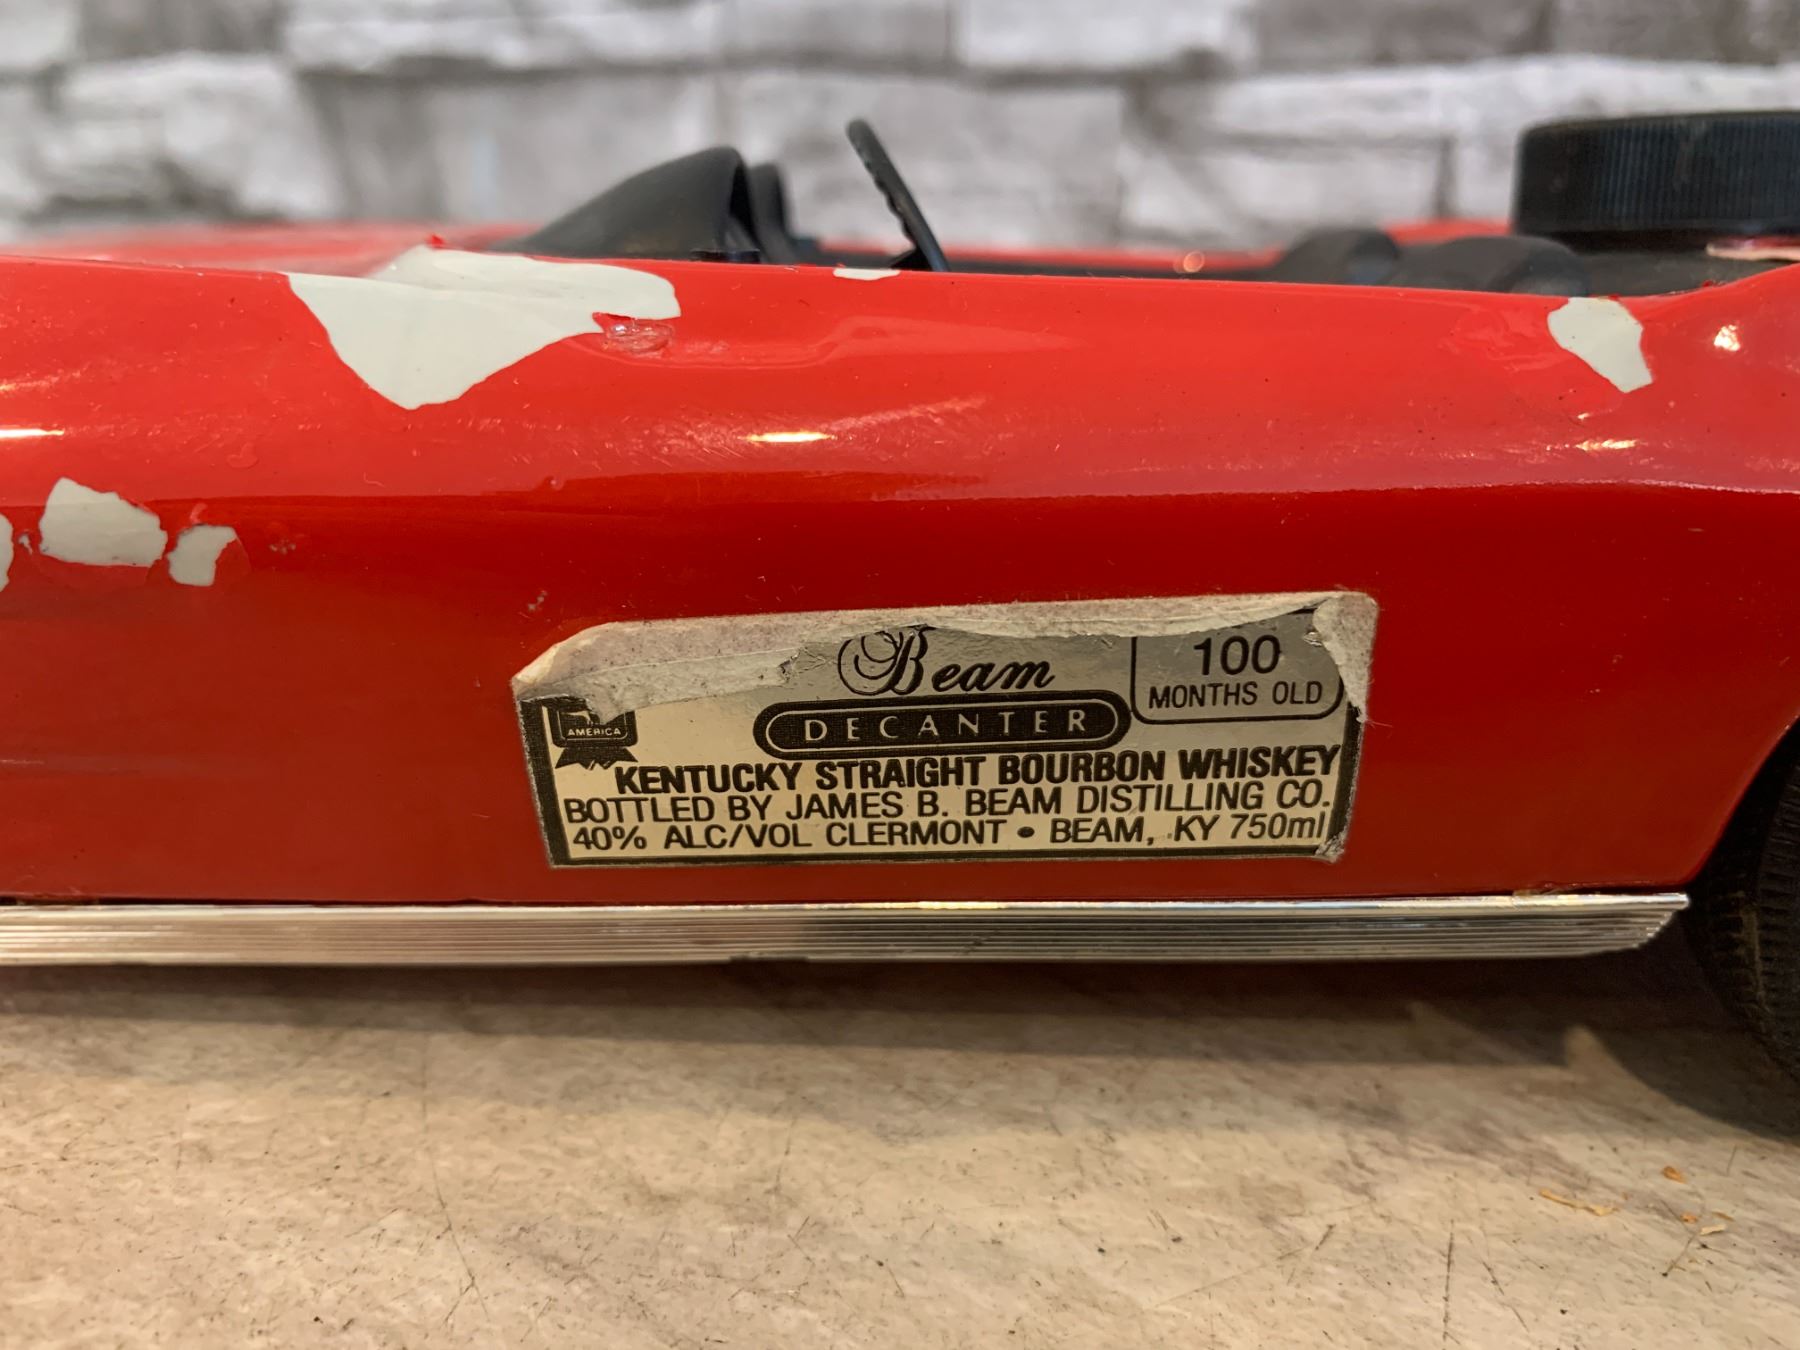 Beam
DECANTER
100
MONTHS OLD
AMERICA
KENTUCKY STRAIGHT BOURBON WHISKEY
BOTTLED BY JAMES B. BEAM DISTILLING CO.
40% ALC/VOL CLERMONT • BEAM, KY 750ml